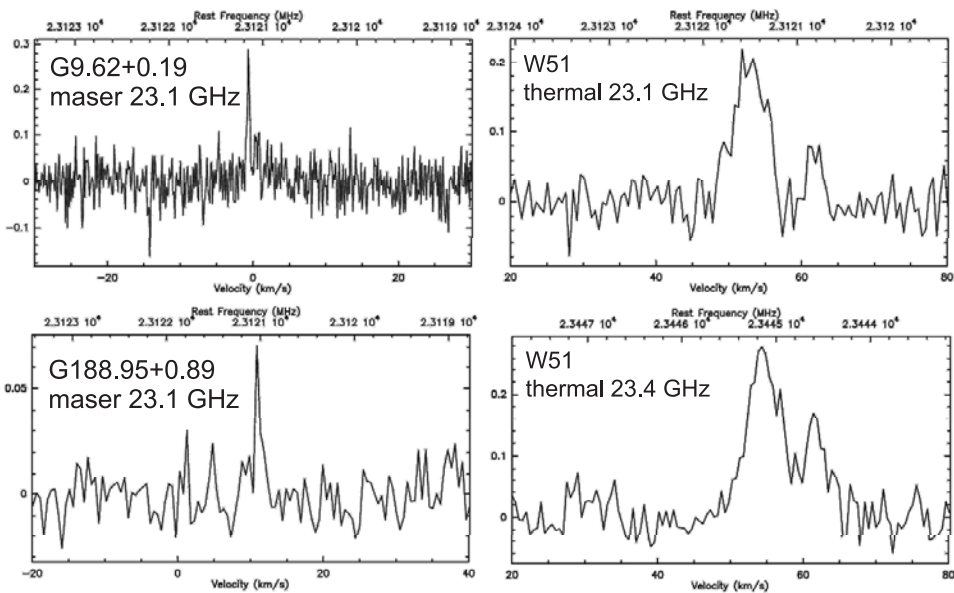 Rest Frequency (MHz)
2.3123 10⁴ 2.3122 10⁴ 2.3121 10⁴ 2.312 10⁴ 2.3119 10⁴
G9.62+0.19
maser 23.1 GHz
0.3
0.2
0.1
0
−0.1
−20 0 20
Velocity (km/s)
Rest Frequency (MHz)
2.3124 10⁴ 2.3123 10⁴ 2.3122 10⁴ 2.3121 10⁴ 2.312 10⁴
W51
thermal 23.1 GHz
0.2
0.1
0
20 40 60 80
Velocity (km/s)
Rest Frequency (MHz)
2.3123 10⁴ 2.3122 10⁴ 2.3121 10⁴ 2.312 10⁴ 2.3119 10⁴
G188.95+0.89
maser 23.1 GHz
0.05
0
−20 0 20 40
Velocity (km/s)
Rest Frequency (MHz)
2.3447 10⁴ 2.3446 10⁴ 2.3445 10⁴ 2.3444 10⁴
W51
thermal 23.4 GHz
0.2
0.1
0
20 40 60 80
Velocity (km/s)